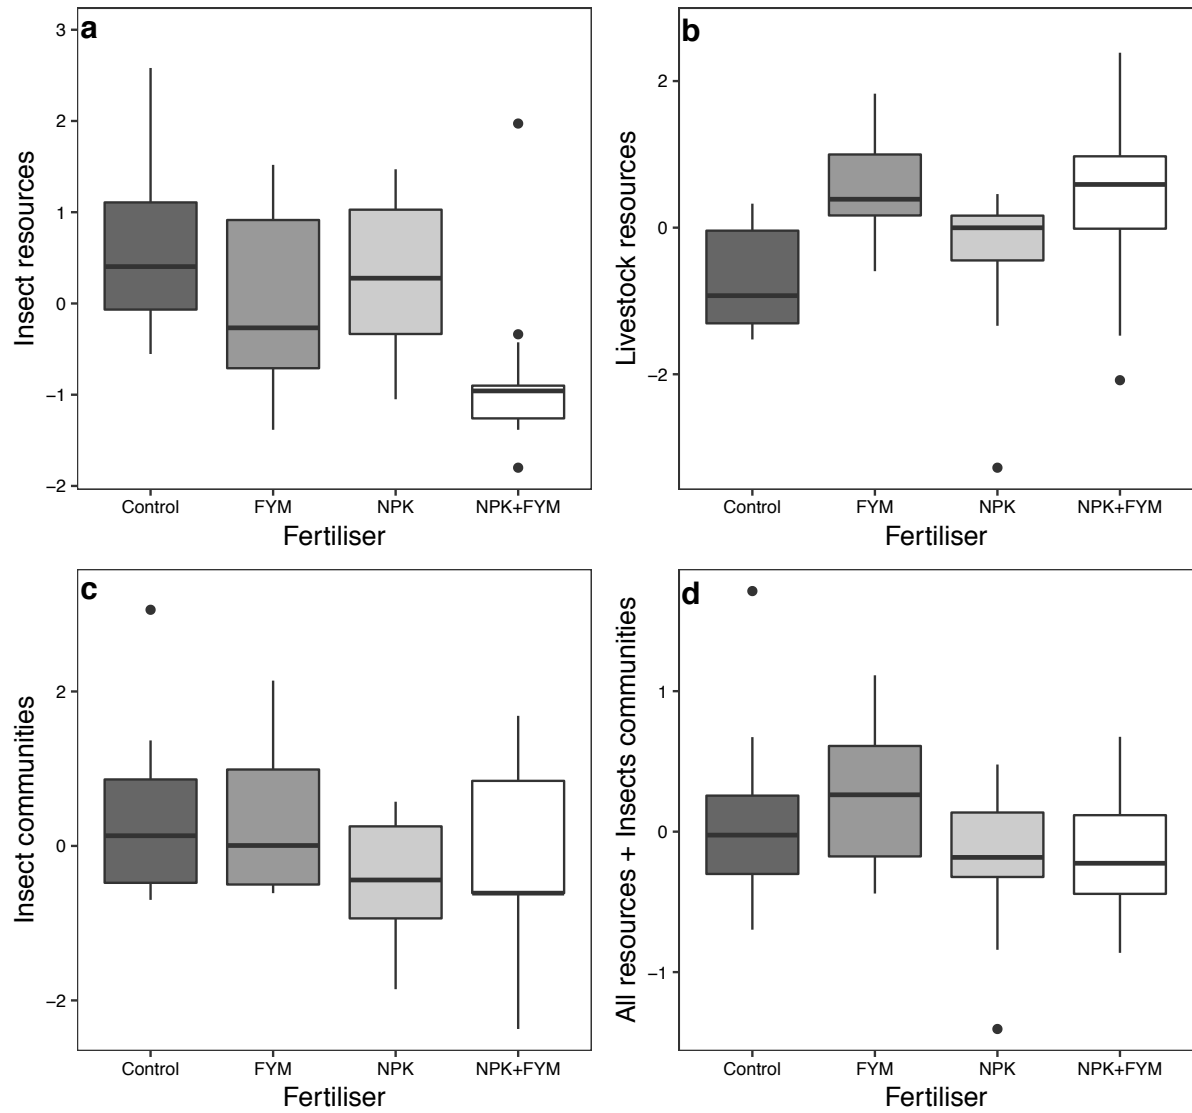 a
3
2
1
0
−1
−2
Insect resources
Control FYM NPK NPK+FYM
Fertiliser
b
2
0
−2
Livestock resources
Control FYM NPK NPK+FYM
Fertiliser
c
2
0
−2
Insect communities
Control FYM NPK NPK+FYM
Fertiliser
d
1
0
−1
All resources + Insects communities
Control FYM NPK NPK+FYM
Fertiliser